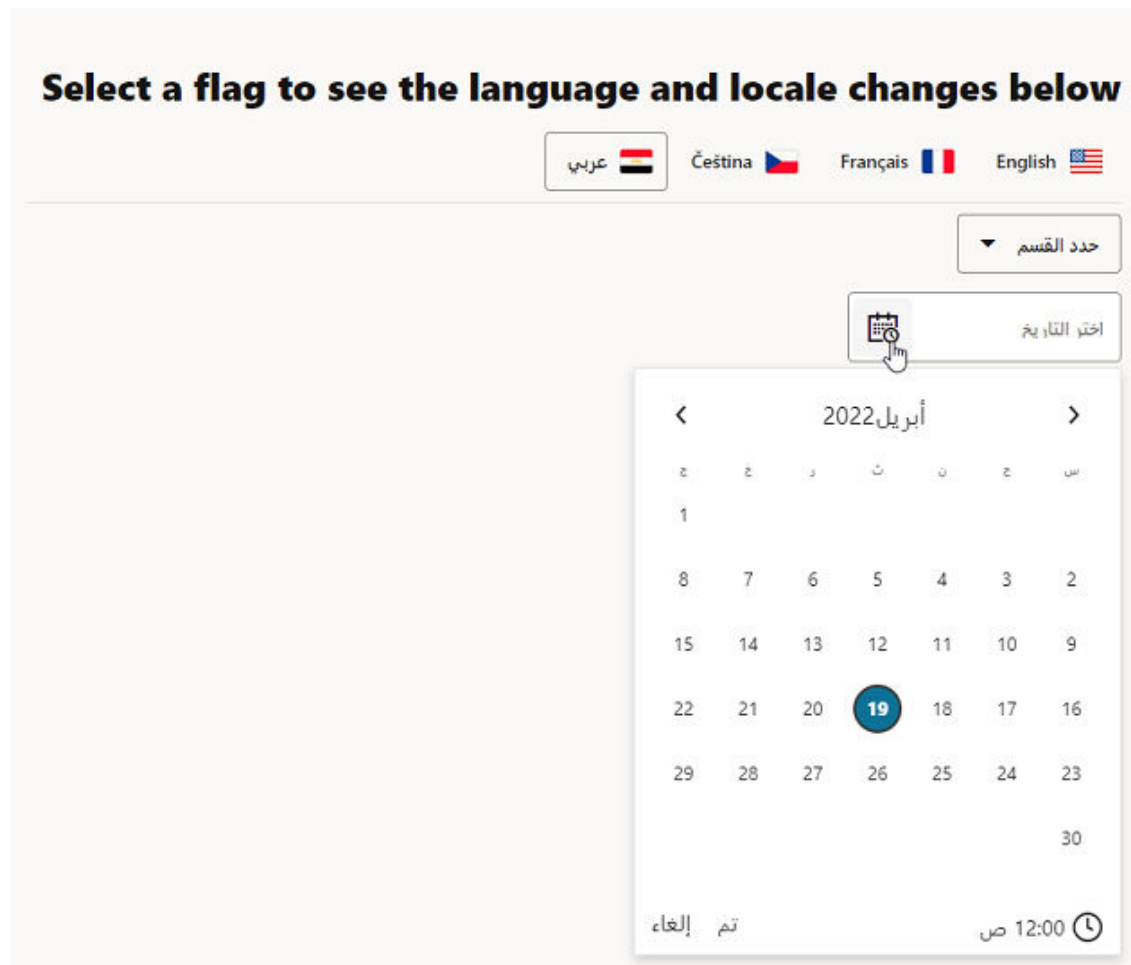 Select a flag to see the language and locale changes below
English Français Čeština عربي
حدد القسم
اختر التاريخ
أبريل2022
س ح ن ث ر خ ج
1
2 3 4 5 6 7 8
9 10 11 12 13 14 15
16 17 18 19 20 21 22
23 24 25 26 27 28 29
30
12:00 ص تم إلغاء